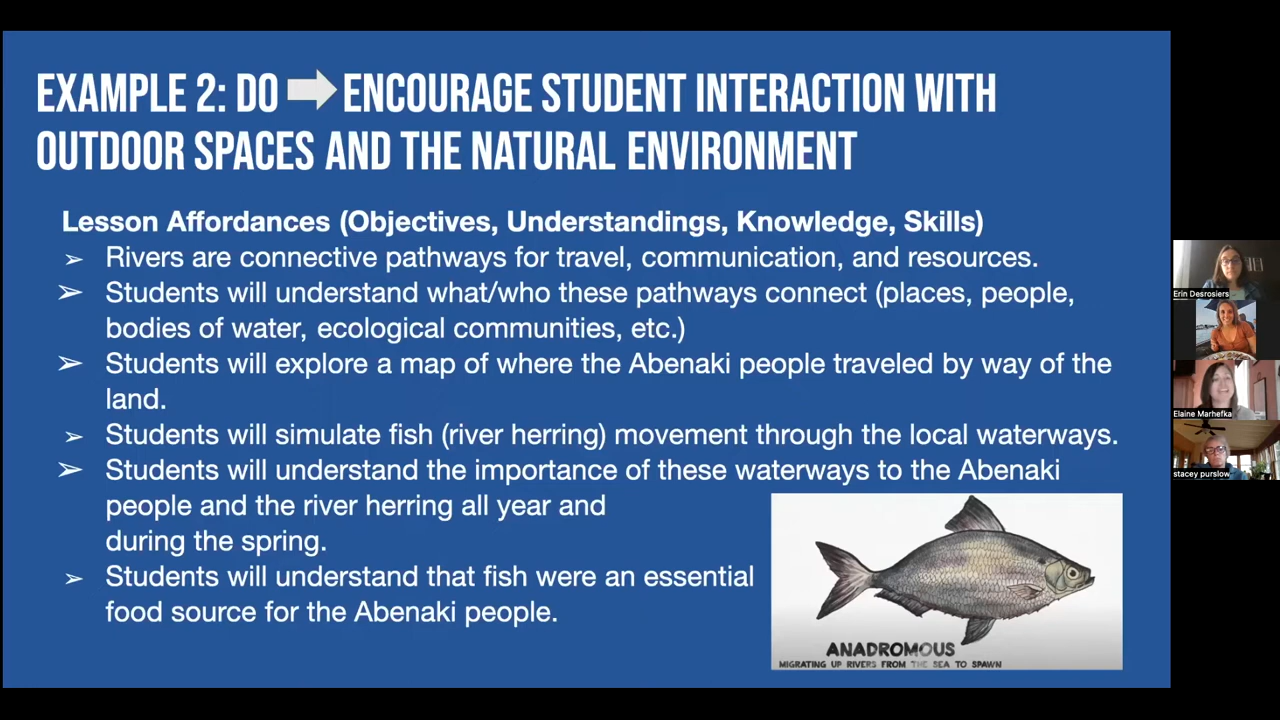 EXAMPLE 2: DO ENCOURAGE STUDENT INTERACTION WITH
OUTDOOR SPACES AND THE NATURAL ENVIRONMENT
Lesson Affordances (Objectives, Understandings, Knowledge, Skills)
➢ Rivers are connective pathways for travel, communication, and resources.
➢ Students will understand what/who these pathways connect (places, people,
bodies of water, ecological communities, etc.)
➢ Students will explore a map of where the Abenaki people traveled by way of the
land.
➢ Students will simulate fish (river herring) movement through the local waterways.
➢ Students will understand the importance of these waterways to the Abenaki
people and the river herring all year and
during the spring.
➢ Students will understand that fish were an essential
food source for the Abenaki people.
ANADROMOUS
MIGRATING UP RIVERS FROM THE SEA TO SPAWN
Erin Desrosiers
Elaine Marhefka
stacey purslow